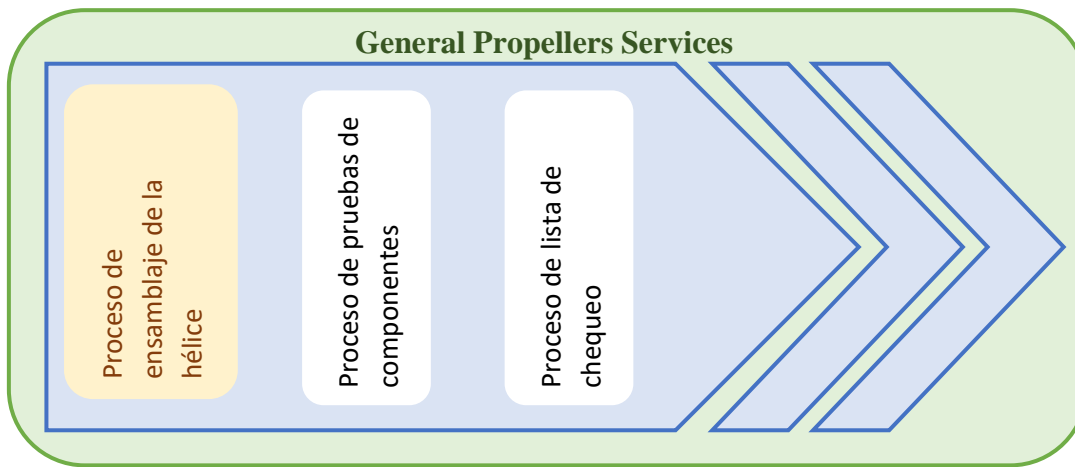 General Propellers Services
Proceso de
ensamblaje de la
hélice
Proceso de pruebas de
componentes
Proceso de lista de
chequeo